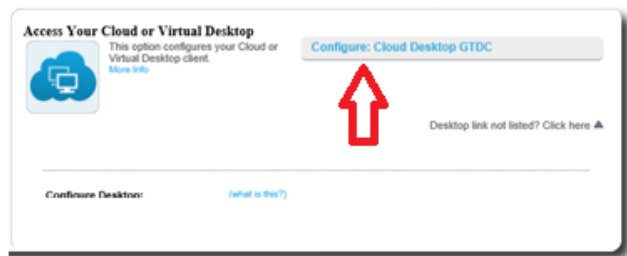 Access Your Cloud or Virtual Desktop
This option configures your Cloud or
Virtual Desktop client.
More Info
Configure: Cloud Desktop GTDC
Desktop link not listed? Click here
Configure Desktop:
(what is this?)